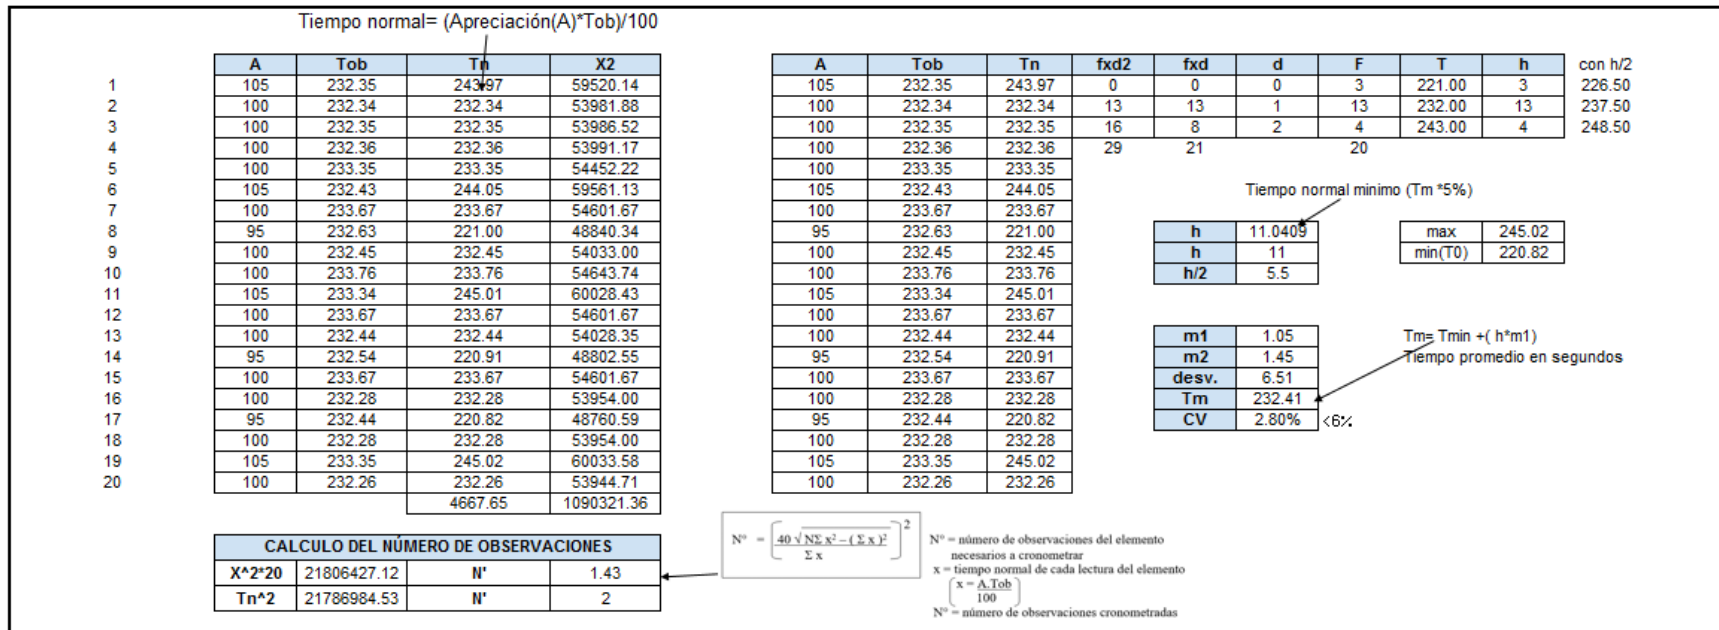 Tiempo normal= (Apreciación(A)*Tob)/100
A Tob Tn X2
1 105 232.35 243.97 59520.14
2 100 232.34 232.34 53981.88
3 100 232.35 232.35 53986.52
4 100 232.36 232.36 53991.17
5 100 233.35 233.35 54452.22
6 105 232.43 244.05 59561.13
7 100 233.67 233.67 54601.67
8 95 232.63 221.00 48840.34
9 100 232.45 232.45 54033.00
10 100 233.76 233.76 54643.74
11 105 233.34 245.01 60028.43
12 100 233.67 233.67 54601.67
13 100 232.44 232.44 54028.35
14 95 232.54 220.91 48802.55
15 100 233.67 233.67 54601.67
16 100 232.28 232.28 53954.00
17 95 232.44 220.82 48760.59
18 100 232.28 232.28 53954.00
19 105 233.35 245.02 60033.58
20 100 232.26 232.26 53944.71
4667.65 1090321.36
A Tob Tn fxd2 fxd d F T h con h/2
105 232.35 243.97 0 0 0 3 221.00 3 226.50
100 232.34 232.34 13 13 1 13 232.00 13 237.50
100 232.35 232.35 16 8 2 4 243.00 4 248.50
100 232.36 232.36 29 21 20
100 233.35 233.35
105 232.43 244.05
100 233.67 233.67
95 232.63 221.00
100 232.45 232.45
100 233.76 233.76
105 233.34 245.01
100 233.67 233.67
100 232.44 232.44
95 232.54 220.91
100 233.67 233.67
100 232.28 232.28
95 232.44 220.82
100 232.28 232.28
105 233.35 245.02
100 232.26 232.26
Tiempo normal minimo (Tm *5%)
h 11.0409
h 11
h/2 5.5
max 245.02
min(T0) 220.82
m1 1.05
m2 1.45
desv. 6.51
Tm 232.41
CV 2.80% <6%
Tm= Tmin +( h*m1)
Tiempo promedio en segundos
CALCULO DEL NÚMERO DE OBSERVACIONES
X^2*20 21806427.12 N' 1.43
Tn^2 21786984.53 N' 2
N° = (40 √ NΣ x² – ( Σ x )² / Σ x)²
N° = número de observaciones del elemento
necesarios a cronometrar
x = tiempo normal de cada lectura del elemento
(x = A.Tob
100)
N° = número de observaciones cronometradas